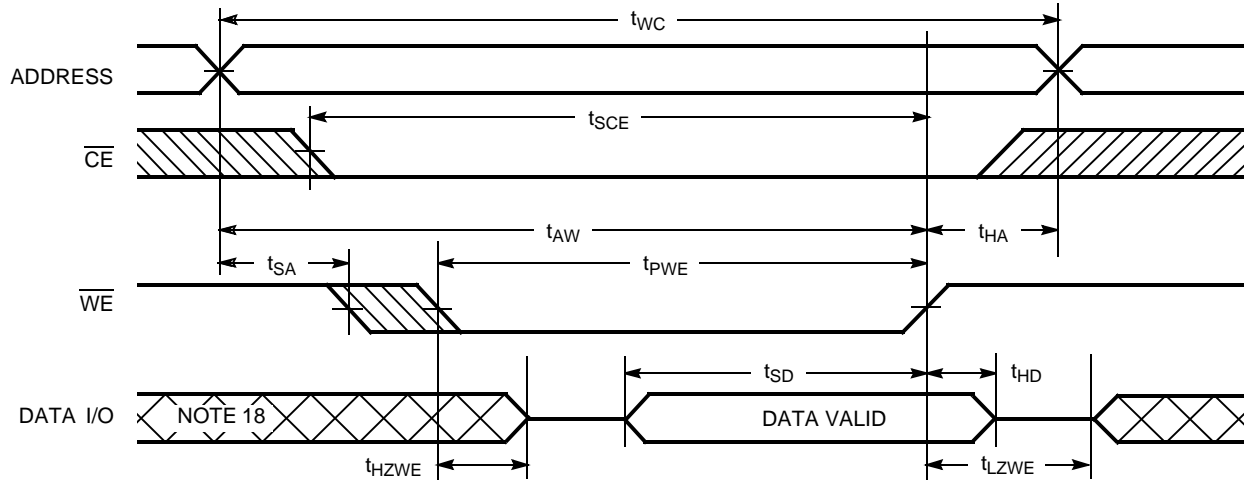 tWC
ADDRESS
tSCE
CE
tAW
tHA
tSA
tPWE
WE
tSD
tHD
DATA I/O
NOTE 18
DATA VALID
tHZWE
tLZWE